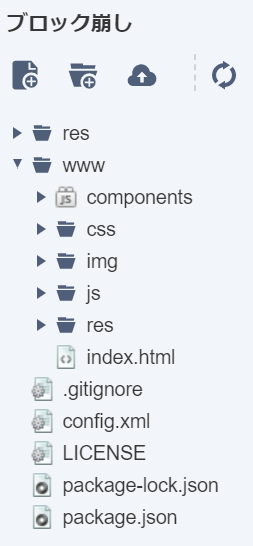 ブロック崩し
res
www
JS
components
css
img
js
res
index.html
.gitignore
config.xml
LICENSE
package-lock.json
package.json